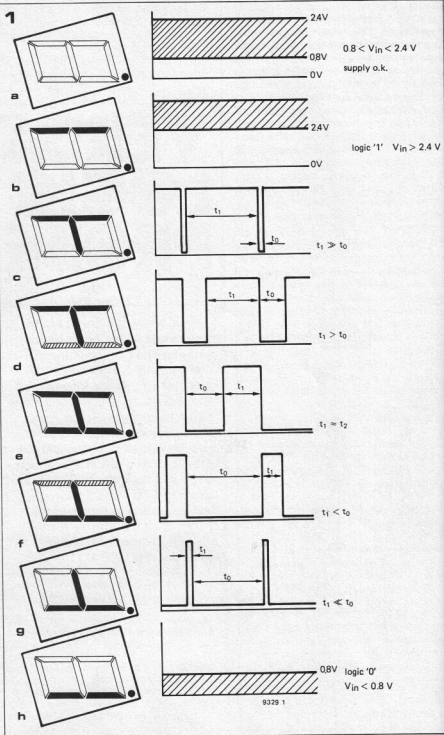 1
2.4V
0,8V
0V
0.8 < Vin < 2.4 V
supply o.k.
a
2.4V
0V
logic '1' Vin > 2.4 V
b
t1
t0
t1 ≫ t0
c
t1
t0
t1 > t0
d
t0
t1
t1 ≈ t2
e
t0
t1
t1 < t0
f
t1
t0
t1 ≪ t0
g
0,8V
logic '0'
Vin < 0.8 V
9329 1
h